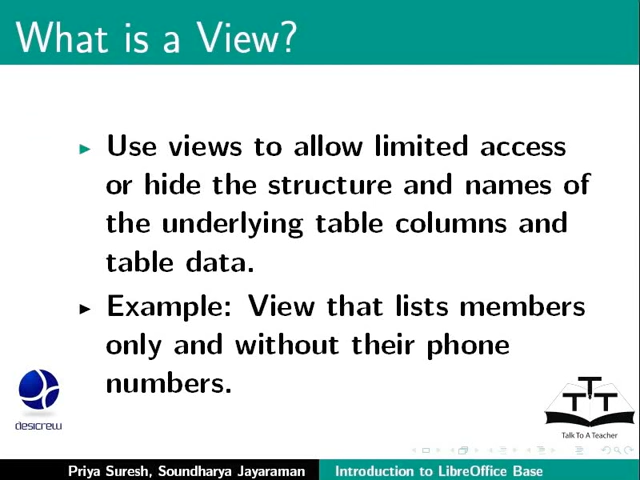 What is a View?
Use views to allow limited access
or hide the structure and names of
the underlying table columns and
table data.
Example: View that lists members
only and without their phone
numbers.
desicrew
TTT
Talk To A Teacher
Priya Suresh, Soundharya Jayaraman
Introduction to LibreOffice Base